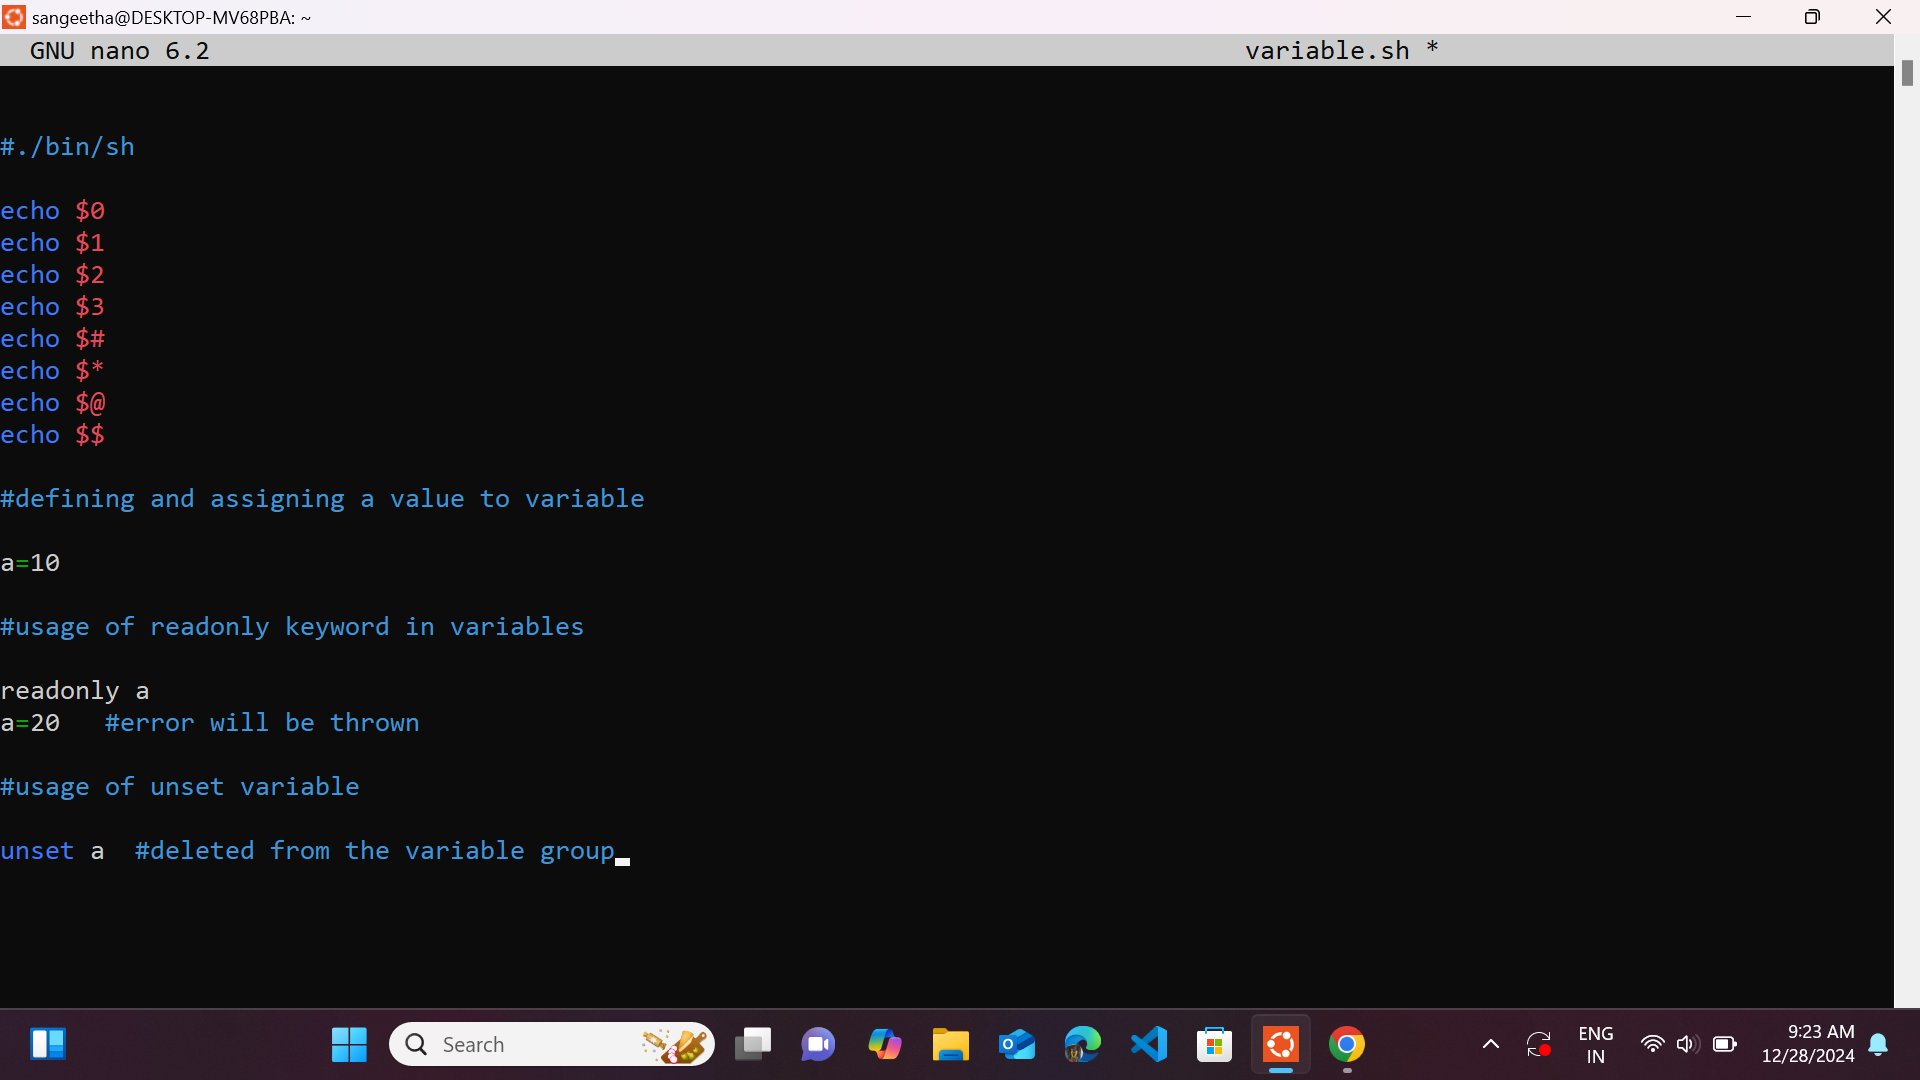 sangeetha@DESKTOP-MV68PBA: ~
GNU nano 6.2 variable.sh *
#./bin/sh
echo $0
echo $1
echo $2
echo $3
echo $#
echo $*
echo $@
echo $$
#defining and assigning a value to variable
a=10
#usage of readonly keyword in variables
readonly a
a=20   #error will be thrown
#usage of unset variable
unset a  #deleted from the variable group
Search
ENG
IN
9:23 AM
12/28/2024